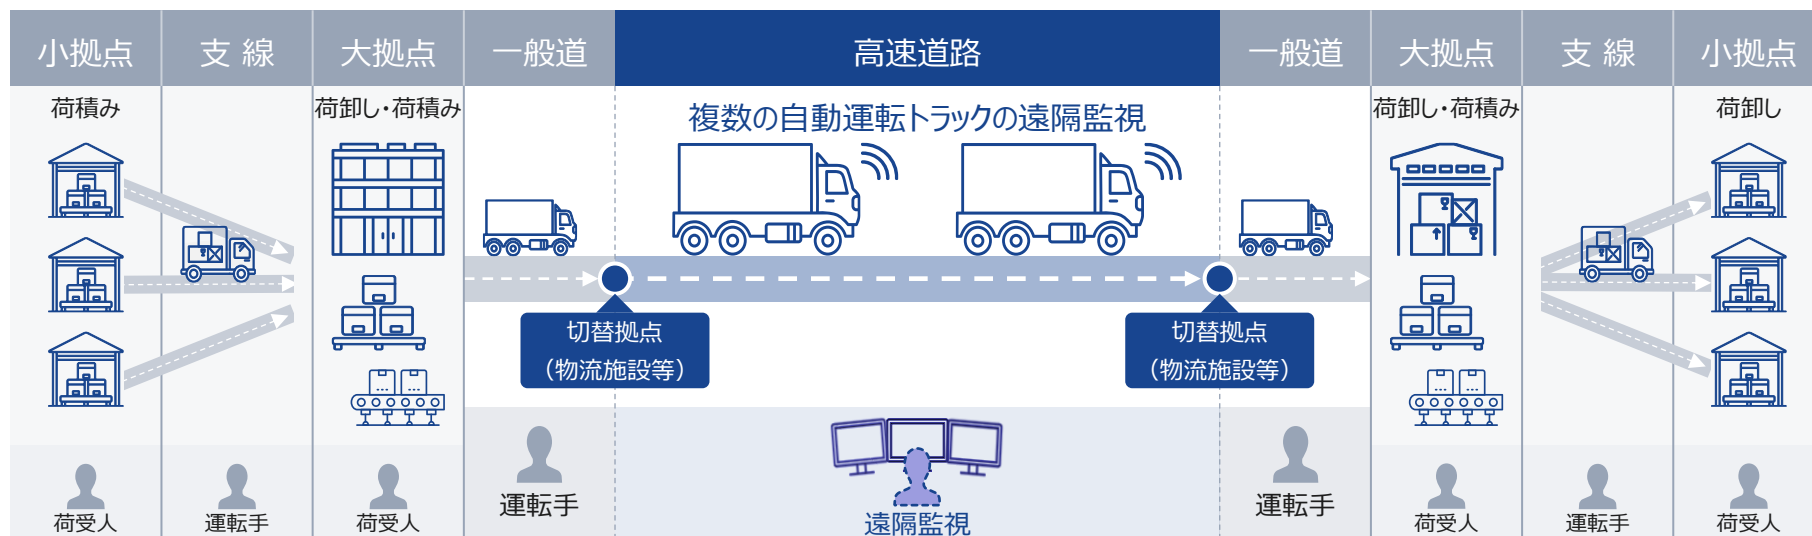 小拠点
支 線
大拠点
一般道
高速道路
一般道
大拠点
支 線
小拠点
荷積み
荷卸し・荷積み
複数の自動運転トラックの遠隔監視
荷卸し・荷積み
荷卸し
切替拠点
（物流施設等）
切替拠点
（物流施設等）
荷受人
運転手
荷受人
運転手
遠隔監視
運転手
荷受人
運転手
荷受人